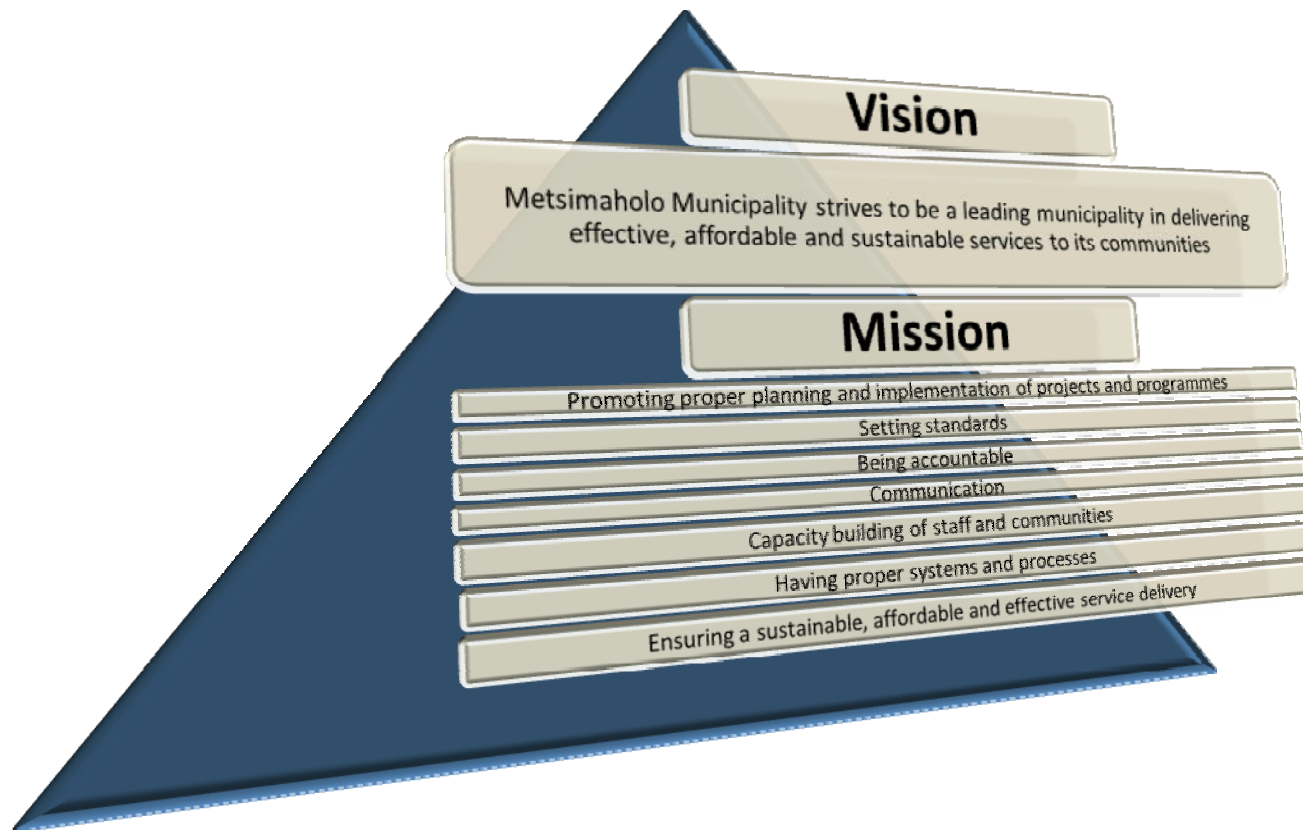 Vision
Metsimaholo Municipality strives to be a leading municipality in delivering
effective, affordable and sustainable services to its communities
Mission
Promoting proper planning and implementation of projects and programmes
Setting standards
Being accountable
Communication
Capacity building of staff and communities
Having proper systems and processes
Ensuring a sustainable, affordable and effective service delivery